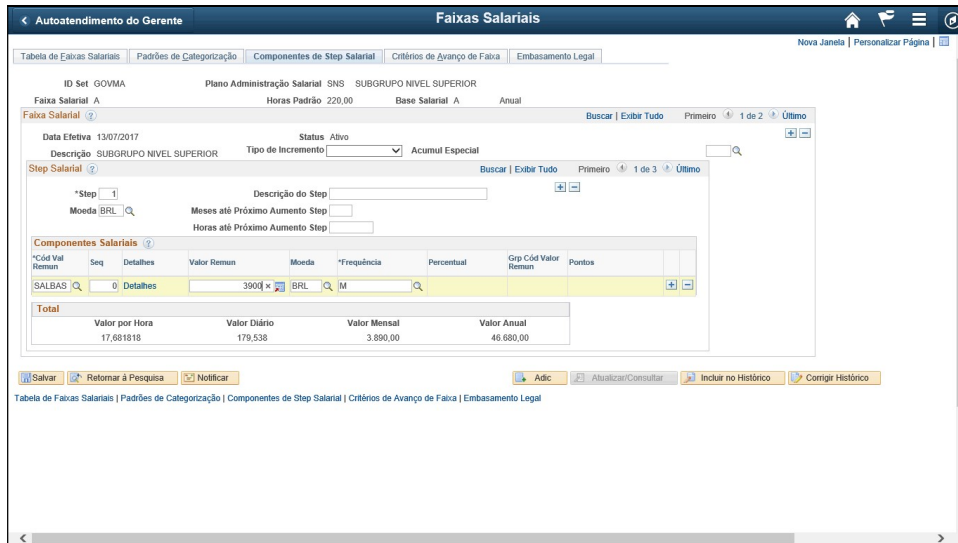 Autoatendimento do Gerente
Faixas Salariais
Nova Janela | Personalizar Página |
Tabela de Faixas Salariais Padrões de Categorização Componentes de Step Salarial Critérios de Avanço de Faixa Embasamento Legal
ID Set GOVMA Plano Administração Salarial SNS SUBGRUPO NIVEL SUPERIOR
Faixa Salarial A Horas Padrão 220,00 Base Salarial A Anual
Faixa Salarial Buscar | Exibir Tudo Primeiro 1 de 2 Último
Data Efetiva 13/07/2017 Status Ativo
Descrição SUBGRUPO NIVEL SUPERIOR Tipo de Incremento Acumul Especial
Step Salarial Buscar | Exibir Tudo Primeiro 1 de 3 Último
*Step 1 Descrição do Step
Moeda BRL Meses até Próximo Aumento Step
Horas até Próximo Aumento Step
Componentes Salariais
*Cód Val Remun Seq Detalhes Valor Remun Moeda *Frequência Percentual Grp Cód Valor Remun Pontos
SALBAS 0 Detalhes 3900 BRL M
Total
Valor por Hora Valor Diário Valor Mensal Valor Anual
17,681818 179,538 3.890,00 46.680,00
Salvar Retornar à Pesquisa Notificar Adic Atualizar/Consultar Incluir no Histórico Corrigir Histórico
Tabela de Faixas Salariais | Padrões de Categorização | Componentes de Step Salarial | Critérios de Avanço de Faixa | Embasamento Legal